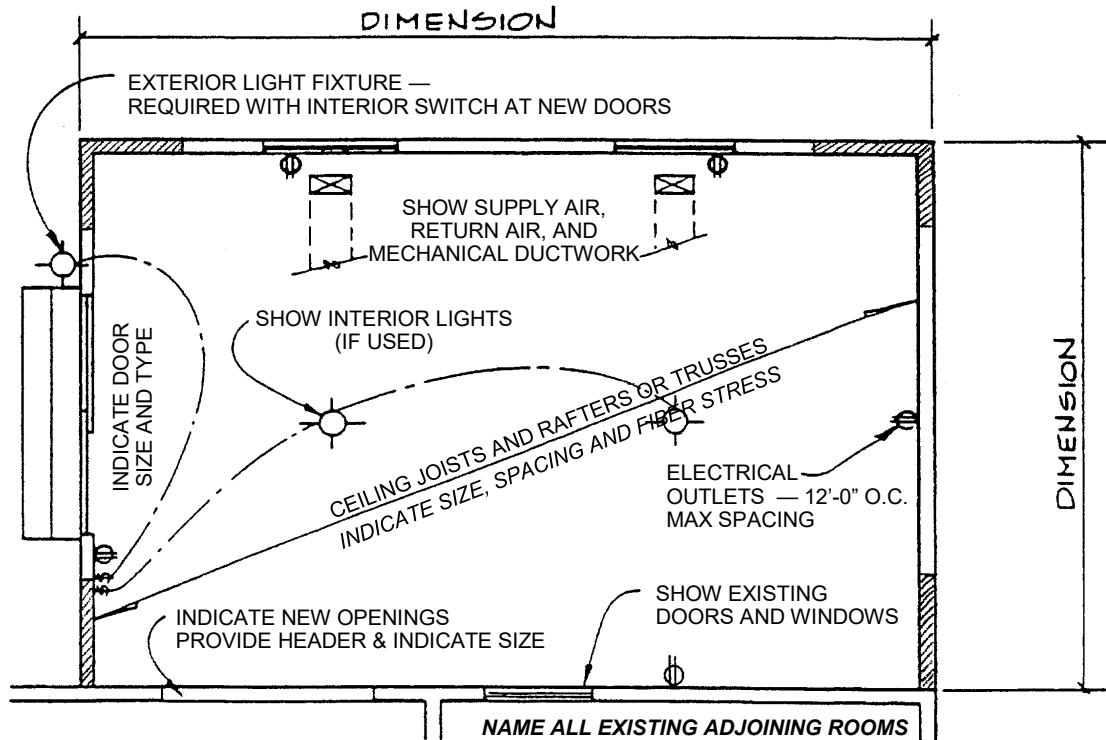 DIMENSION
EXTERIOR LIGHT FIXTURE —
REQUIRED WITH INTERIOR SWITCH AT NEW DOORS
SHOW SUPPLY AIR,
RETURN AIR, AND
MECHANICAL DUCTWORK
INDICATE DOOR
SIZE AND TYPE
SHOW INTERIOR LIGHTS
(IF USED)
CEILING JOISTS AND RAFTERS OR TRUSSES
INDICATE SIZE, SPACING AND FIBER STRESS
DIMENSION
ELECTRICAL
OUTLETS — 12’-0” O.C.
MAX SPACING
$$
INDICATE NEW OPENINGS
PROVIDE HEADER & INDICATE SIZE
SHOW EXISTING
DOORS AND WINDOWS
NAME ALL EXISTING ADJOINING ROOMS